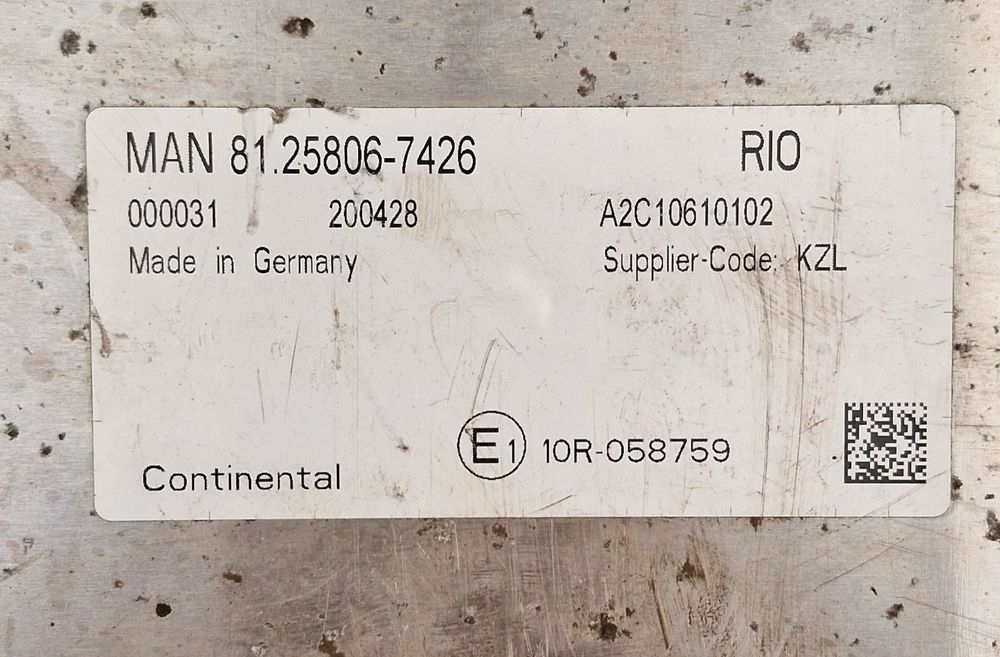 MAN 81.25806-7426 RIO
000031 200428 A2C10610102
Made in Germany Supplier-Code: KZL
E1 10R-058759
Continental